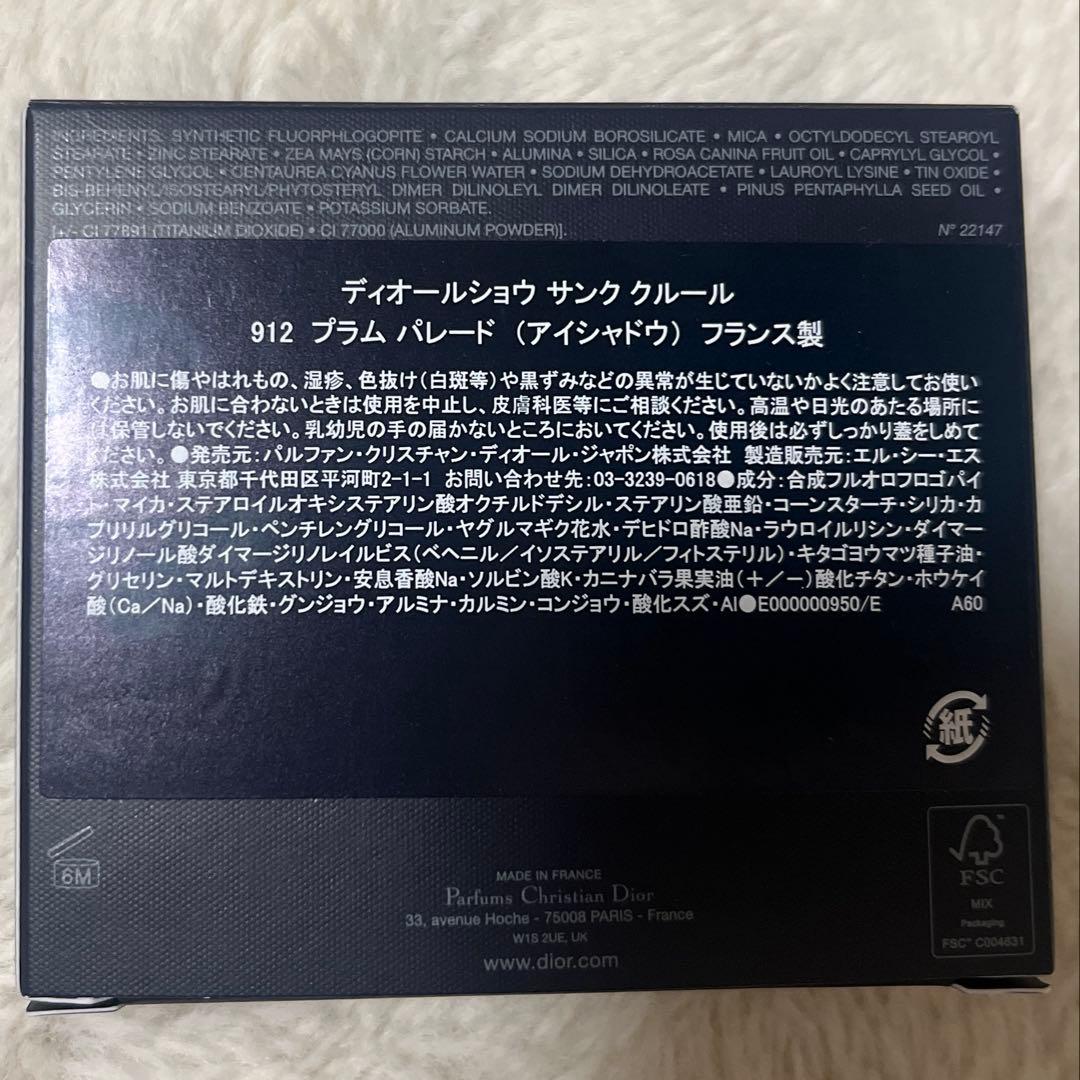 INGREDIENTS: SYNTHETIC FLUORPHLOGOPITE • CALCIUM SODIUM BOROSILICATE • MICA • OCTYLDODECYL STEAROYL
STEARATE • ZINC STEARATE • ZEA MAYS (CORN) STARCH • ALUMINA • SILICA • ROSA CANINA FRUIT OIL • CAPRYLYL GLYCOL •
PENTYLENE GLYCOL • CENTAUREA CYANUS FLOWER WATER • SODIUM DEHYDROACETATE • LAUROYL LYSINE • TIN OXIDE •
BIS-BEHENYL/ISOSTEARYL/PHYTOSTERYL DIMER DILINOLEYL DIMER DILINOLEATE • PINUS PENTAPHYLLA SEED OIL •
GLYCERIN • SODIUM BENZOATE • POTASSIUM SORBATE.
[+/- CI 77891 (TITANIUM DIOXIDE) • CI 77000 (ALUMINUM POWDER)]. N° 22147
ディオールショウ サンク クルール
912 プラム パレード (アイシャドウ) フランス製
●お肌に傷やはれもの、湿疹、色抜け(白斑等)や黒ずみなどの異常が生じていないかよく注意してお使い
ください。お肌に合わないときは使用を中止し、皮膚科医等にご相談ください。高温や日光のあたる場所に
は保管しないでください。乳幼児の手の届かないところにおいてください。使用後は必ずしっかり蓋をしめて
ください。●発売元:パルファン・クリスチャン・ディオール・ジャポン株式会社 製造販売元:エル・シー・エス
株式会社 東京都千代田区平河町2-1-1 お問い合わせ先:03-3239-0618●成分:合成フルオロフロゴパイ
ト・マイカ・ステアロイルオキシステアリン酸オクチルドデシル・ステアリン酸亜鉛・コーンスターチ・シリカ・カ
プリリルグリコール・ペンチレングリコール・ヤグルマギク花水・デヒドロ酢酸Na・ラウロイルリシン・ダイマー
ジリノール酸ダイマージリノレイルビス(ベヘニル/イソステアリル/フィトステリル)・キタゴヨウマツ種子油・
グリセリン・マルトデキストリン・安息香酸Na・ソルビン酸K・カニナバラ果実油(+/-)酸化チタン・ホウケイ
酸(Ca/Na)・酸化鉄・グンジョウ・アルミナ・カルミン・コンジョウ・酸化スズ・Al●E000000950/E A60
紙
6M
MADE IN FRANCE
Parfums Christian Dior
33, avenue Hoche - 75008 PARIS - France
W1S 2UE, UK
www.dior.com
FSC
MIX
Packaging
FSC™ C004631